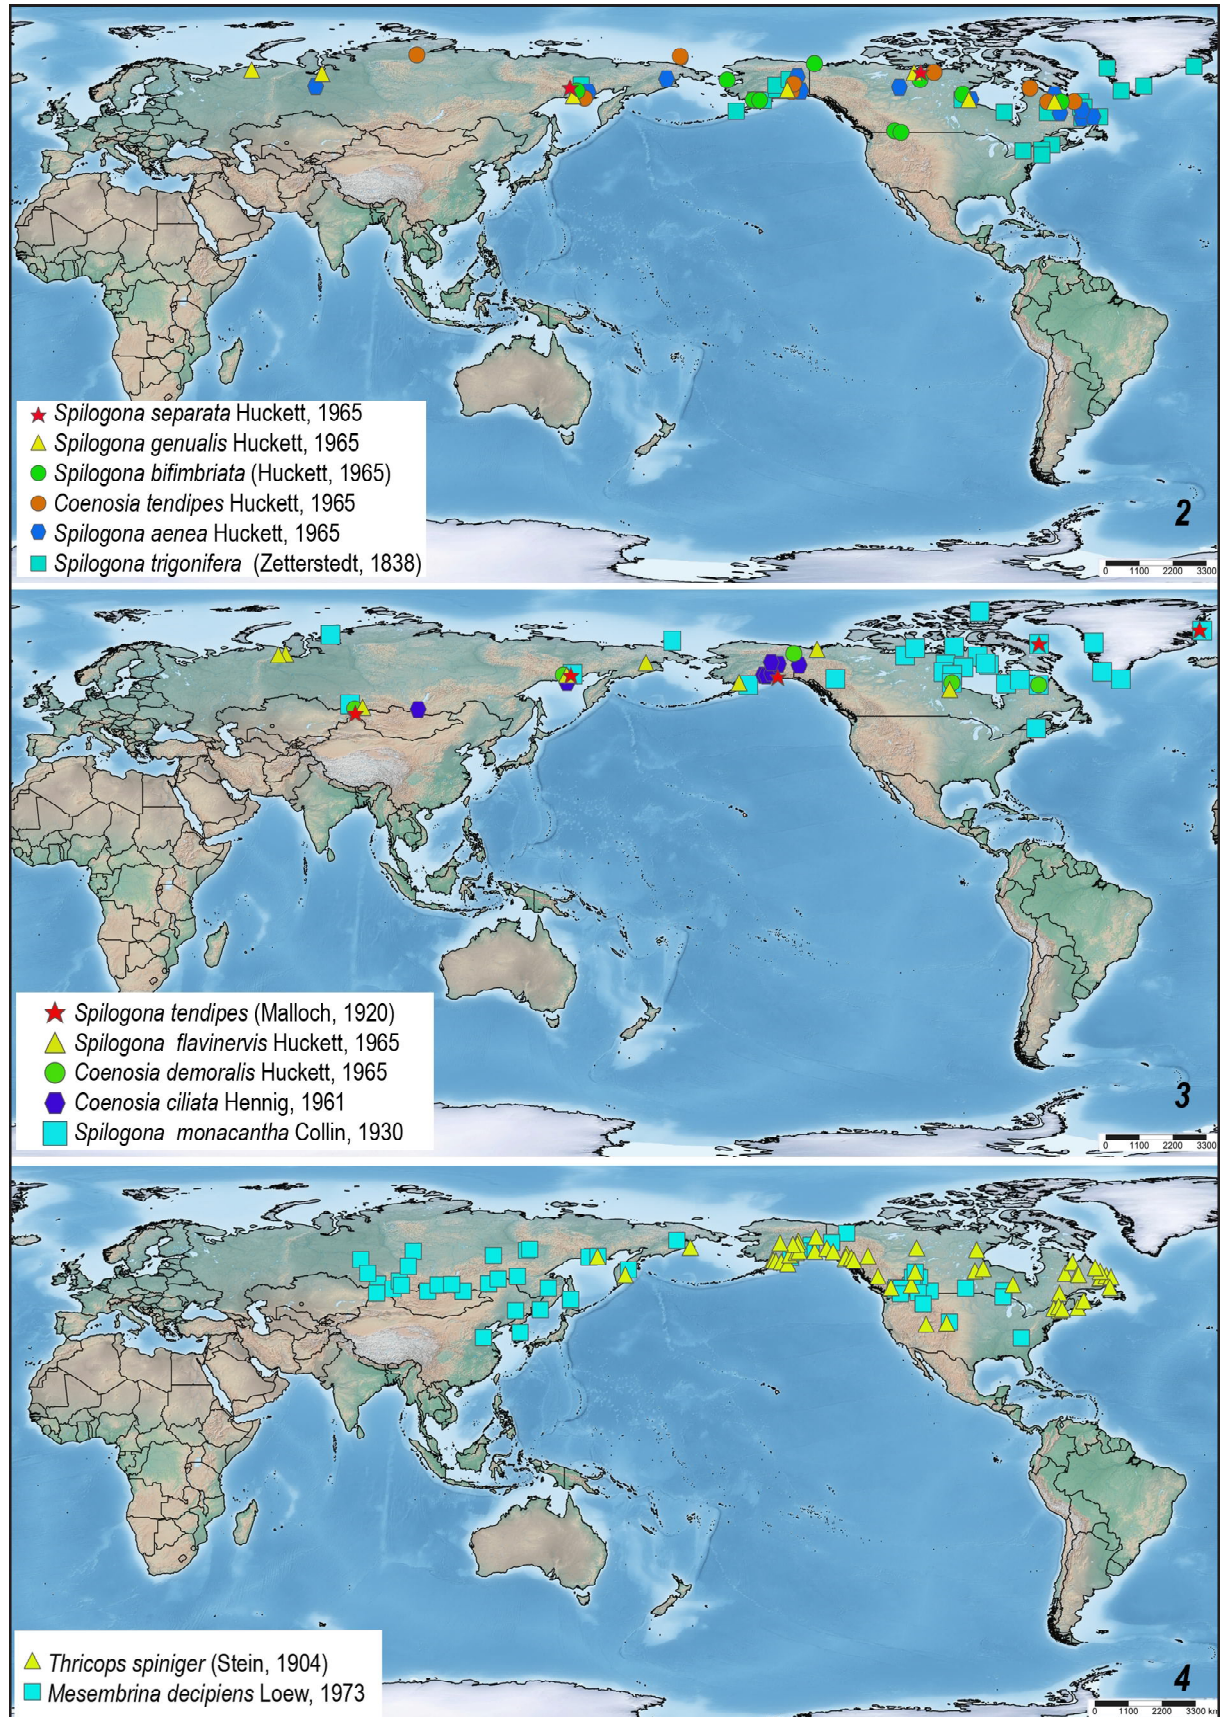 Spilogona separata Huckett, 1965
Spilogona genualis Huckett, 1965
Spilogona bifimbriata (Huckett, 1965)
Coenosia tendipes Huckett, 1965
Spilogona aenea Huckett, 1965
Spilogona trigonifera (Zetterstedt, 1838)
2
0 1100 2200 3300
Spilogona tendipes (Malloch, 1920)
Spilogona flavinervis Huckett, 1965
Coenosia demoralis Huckett, 1965
Coenosia ciliata Hennig, 1961
Spilogona monacantha Collin, 1930
3
0 1100 2200 3300
Thricops spiniger (Stein, 1904)
Mesembrina decipiens Loew, 1973
4
0 1100 2200 3300 km